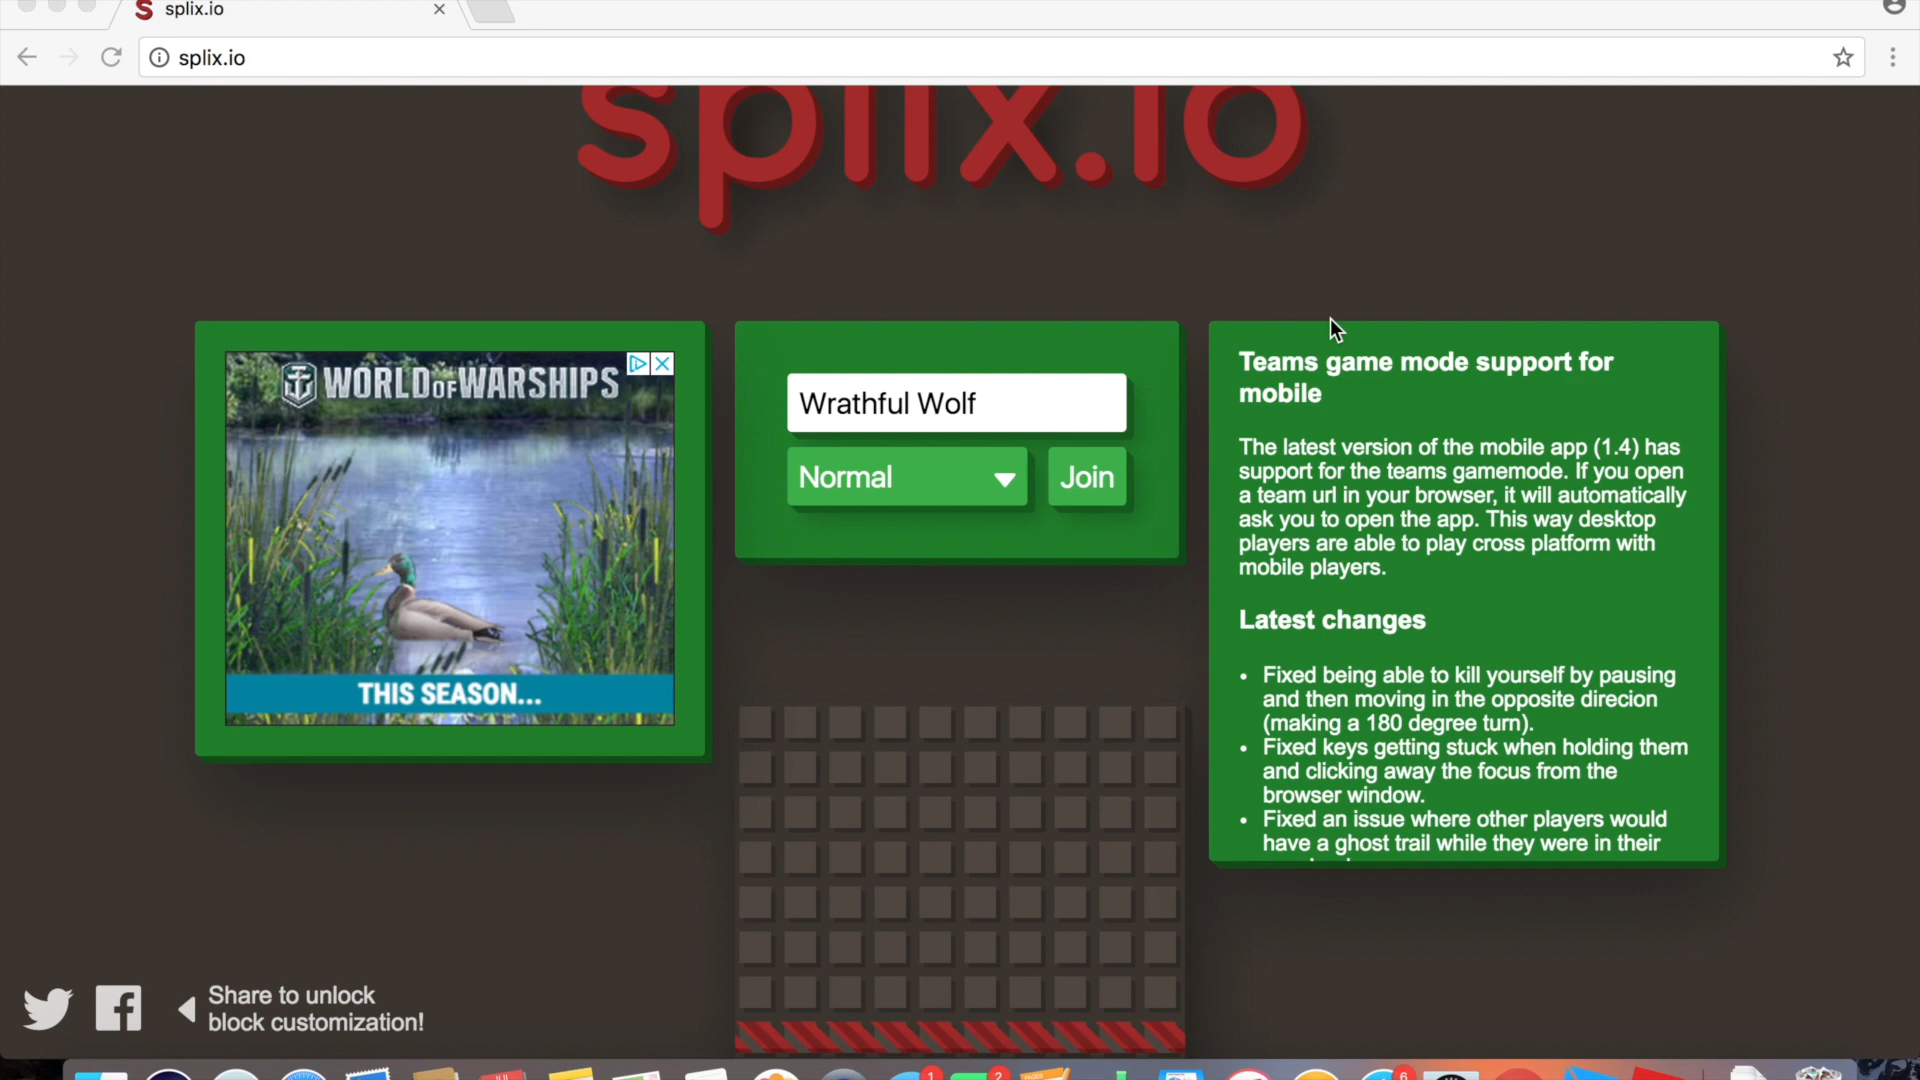 splix.io
splix.io
splix.io
WORLD OF WARSHIPS
THIS SEASON...
Wrathful Wolf
Normal
Join
Teams game mode support for
mobile
The latest version of the mobile app (1.4) has
support for the teams gamemode. If you open
a team url in your browser, it will automatically
ask you to open the app. This way desktop
players are able to play cross platform with
mobile players.
Latest changes
• Fixed being able to kill yourself by pausing
and then moving in the opposite direcion
(making a 180 degree turn).
• Fixed keys getting stuck when holding them
and clicking away the focus from the
browser window.
• Fixed an issue where other players would
have a ghost trail while they were in their
Share to unlock
block customization!
1
2
6